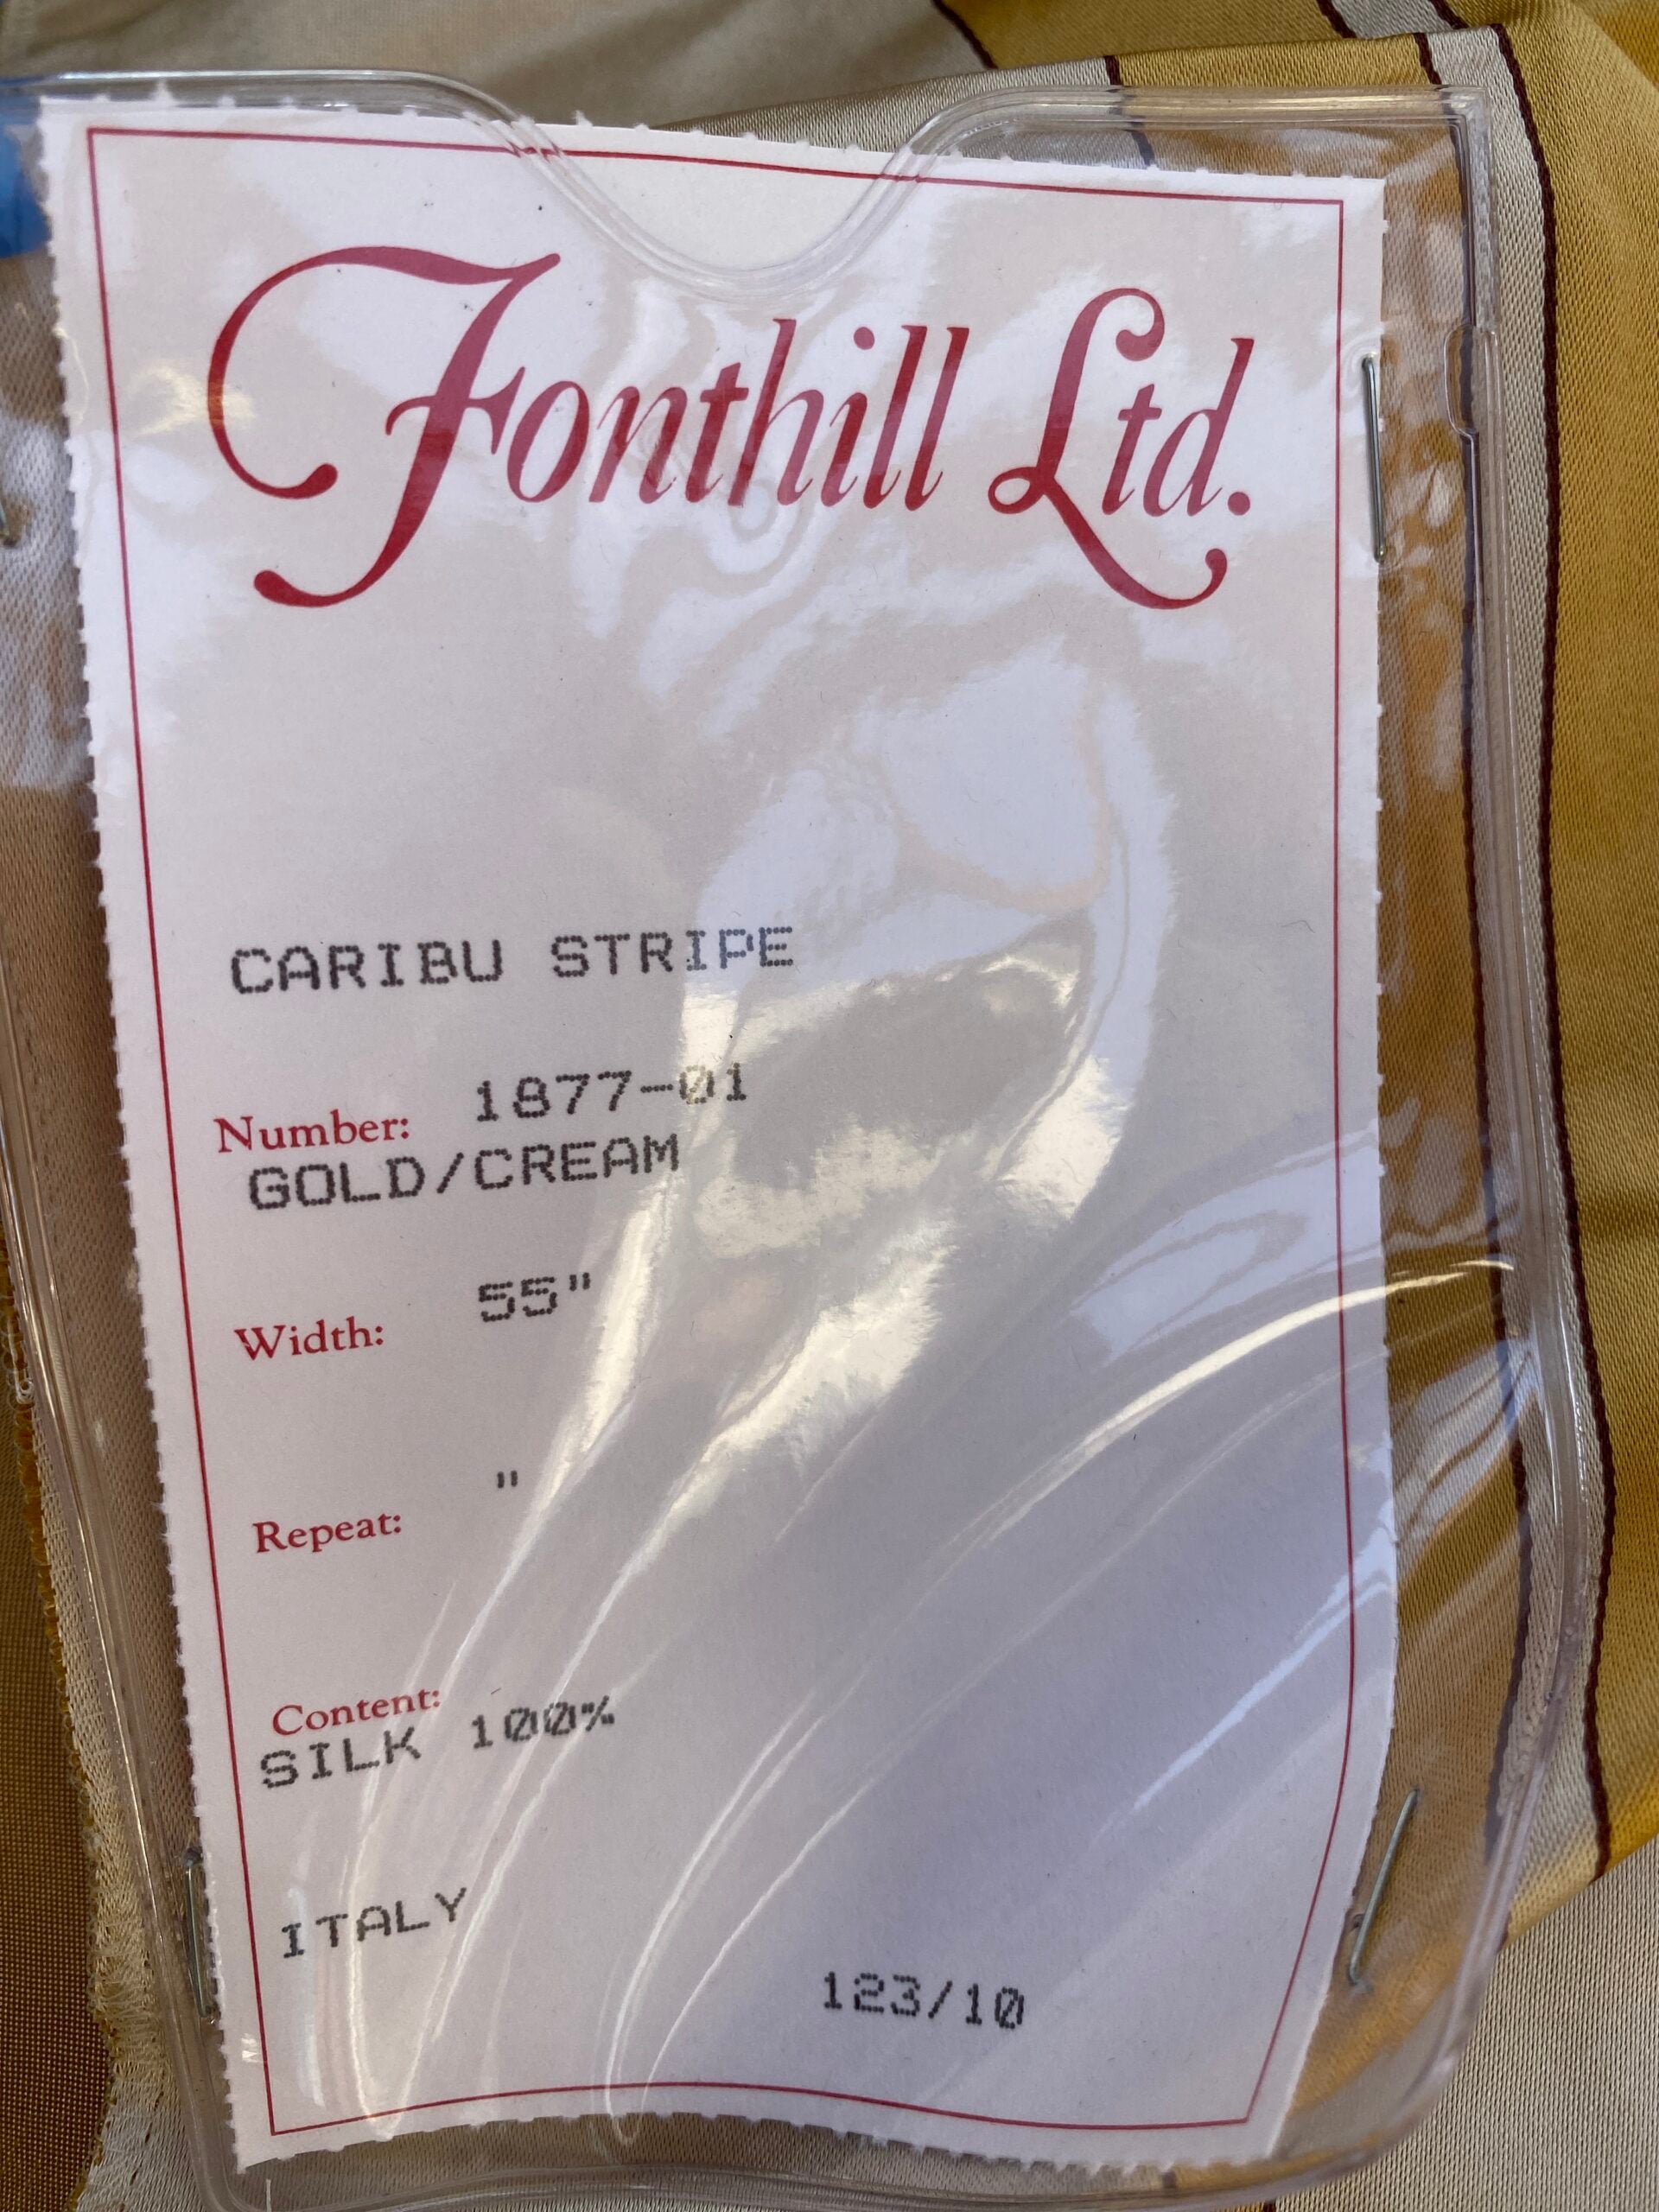 Fonthill Ltd.
CARIBU STRIPE
Number: 1877-01
GOLD/CREAM
Width: 55"
Repeat: "
Content:
SILK 100%
ITALY
123/10